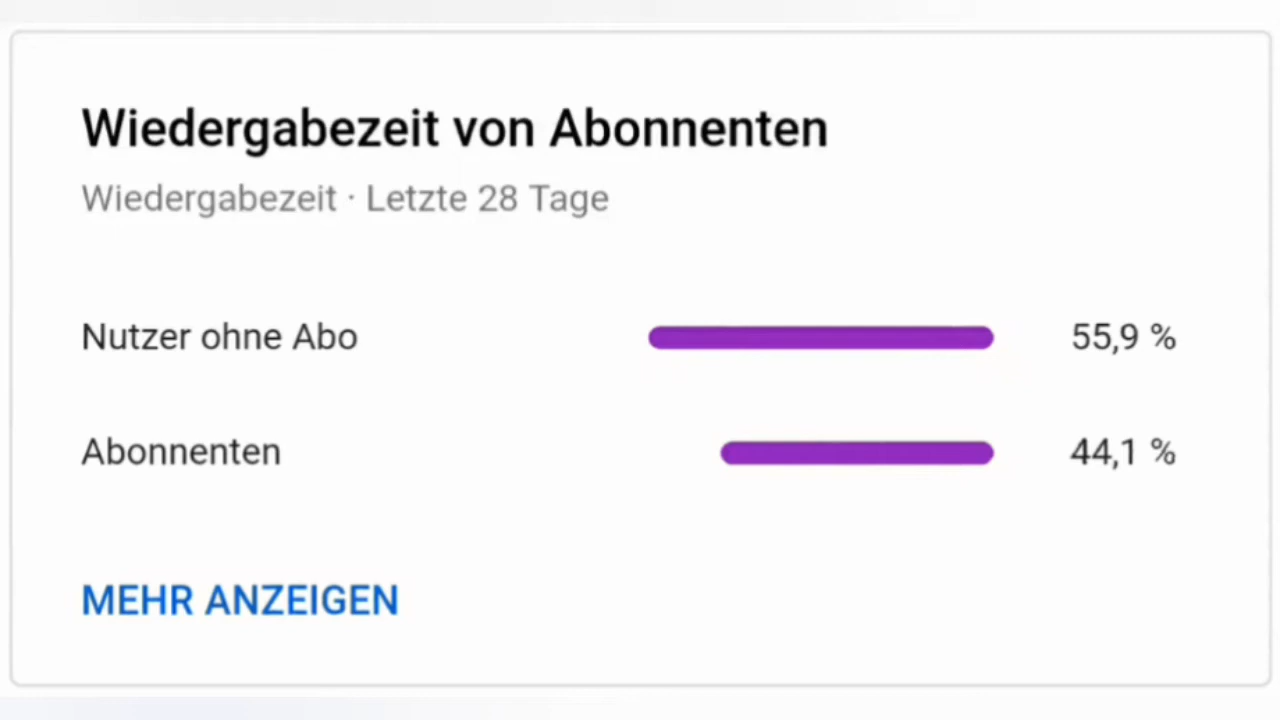 Wiedergabezeit von Abonnenten
Wiedergabezeit · Letzte 28 Tage
Nutzer ohne Abo 55,9 %
Abonnenten 44,1 %
MEHR ANZEIGEN